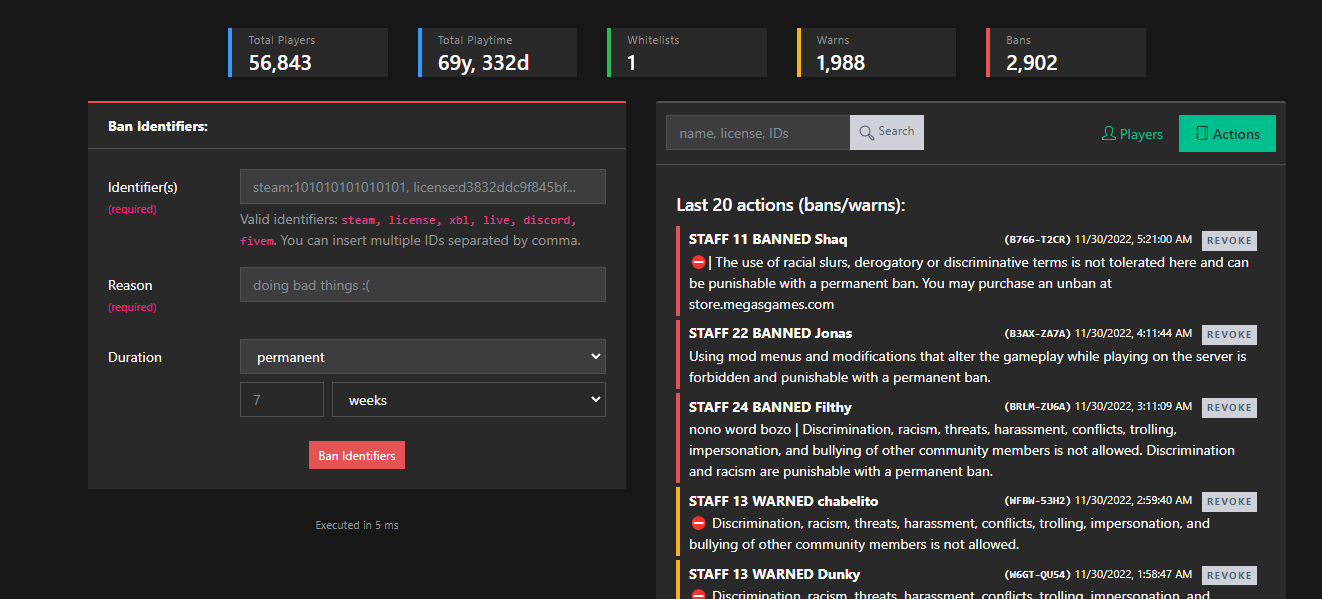 Total Players
56,843
Total Playtime
69y, 332d
Whitelists
1
Warns
1,988
Bans
2,902
Ban Identifiers:
Identifier(s)
(required)
steam:101010101010101, license:d3832ddc9f845bf...
Valid identifiers: steam, license, xbl, live, discord,
fivem. You can insert multiple IDs separated by comma.
Reason
(required)
doing bad things :(
Duration
permanent
7
weeks
Ban Identifiers
Executed in 5 ms
name, license, IDs
Search
Players
Actions
Last 20 actions (bans/warns):
STAFF 11 BANNED Shaq (B766-T2CR) 11/30/2022, 5:21:00 AM REVOKE
⛔ | The use of racial slurs, derogatory or discriminative terms is not tolerated here and can
be punishable with a permanent ban. You may purchase an unban at
store.megasgames.com
STAFF 22 BANNED Jonas (B3AX-ZA7A) 11/30/2022, 4:11:44 AM REVOKE
Using mod menus and modifications that alter the gameplay while playing on the server is
forbidden and punishable with a permanent ban.
STAFF 24 BANNED Filthy (BRLM-ZU6A) 11/30/2022, 3:11:09 AM REVOKE
nono word bozo | Discrimination, racism, threats, harassment, conflicts, trolling,
impersonation, and bullying of other community members is not allowed. Discrimination
and racism are punishable with a permanent ban.
STAFF 13 WARNED chabelito (WFBW-53H2) 11/30/2022, 2:59:40 AM REVOKE
⛔ Discrimination, racism, threats, harassment, conflicts, trolling, impersonation, and
bullying of other community members is not allowed.
STAFF 13 WARNED Dunky (W6GT-QU54) 11/30/2022, 1:58:47 AM REVOKE
⛔ Discrimination, racism, threats, harassment, conflicts, trolling, impersonation, and